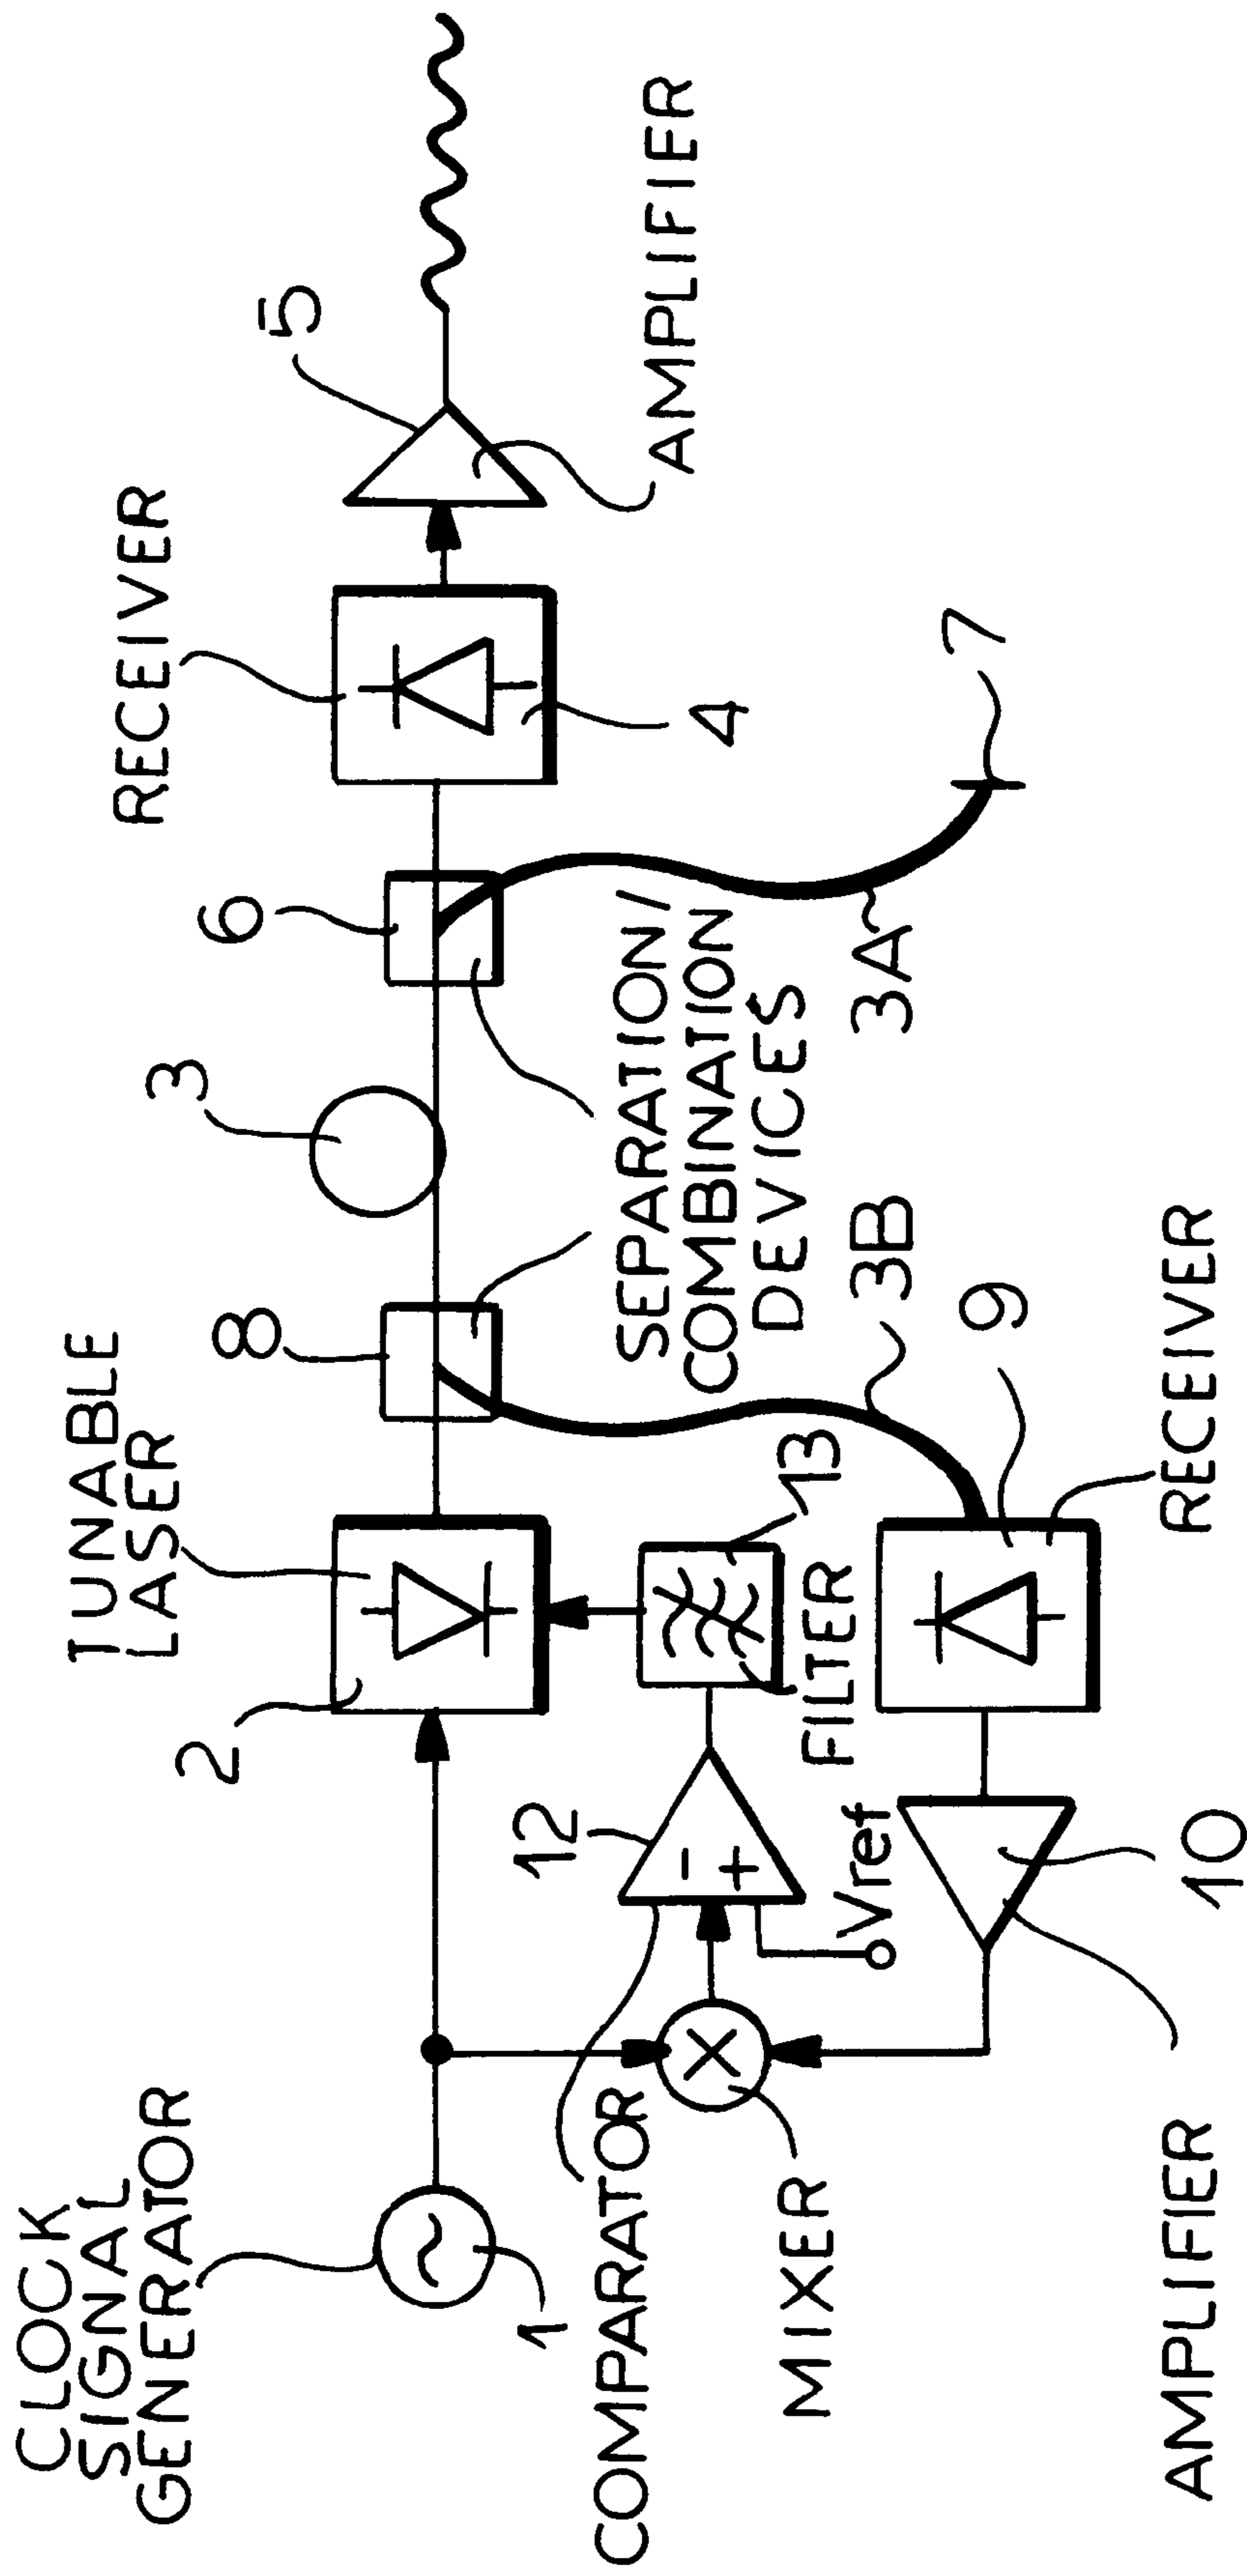 CLOCK
SIGNAL
GENERATOR
1
TUNABLE
LASER
2
8
3
6
RECEIVER
4
5
AMPLIFIER
SEPARATION/
COMBINATION
DEVICES
3A
7
3B
COMPARATOR
12
- +
Vref
13
FILTER
MIXER
9
RECEIVER
10
AMPLIFIER